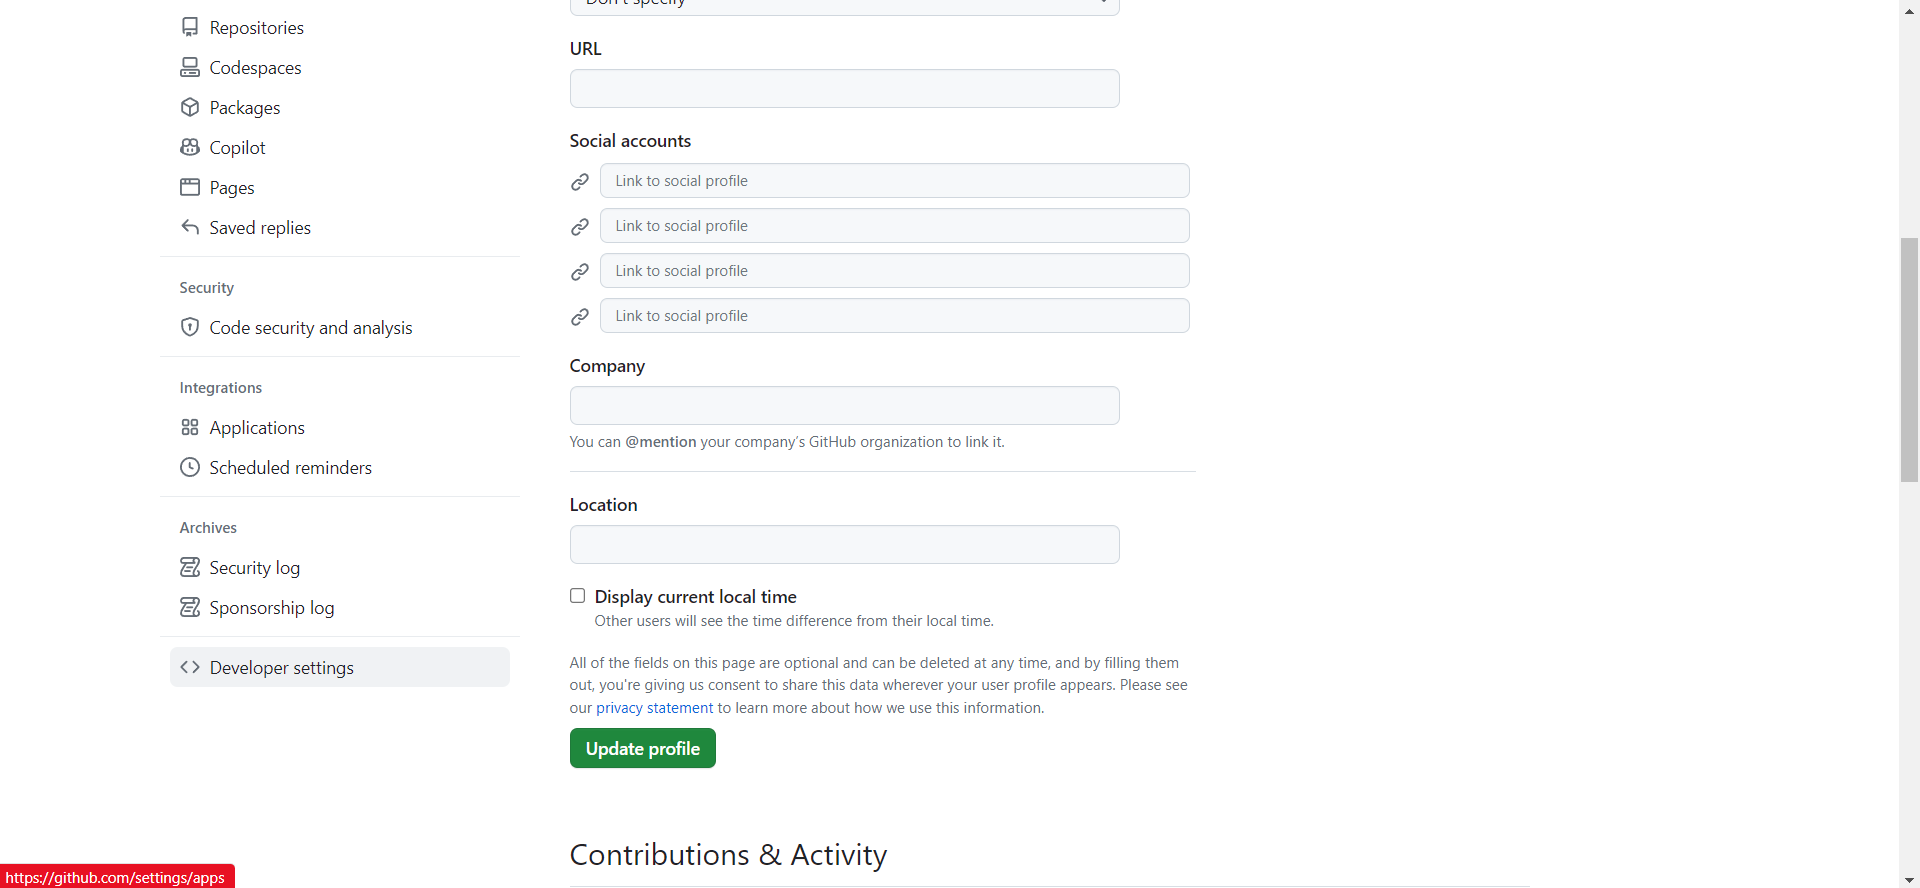 Repositories
Codespaces
Packages
Copilot
Pages
Saved replies
Security
Code security and analysis
Integrations
Applications
Scheduled reminders
Archives
Security log
Sponsorship log
Developer settings
Don't specify
URL
Social accounts
Link to social profile
Link to social profile
Link to social profile
Link to social profile
Company
You can @mention your company's GitHub organization to link it.
Location
Display current local time
Other users will see the time difference from their local time.
All of the fields on this page are optional and can be deleted at any time, and by filling them
out, you're giving us consent to share this data wherever your user profile appears. Please see
our privacy statement to learn more about how we use this information.
Update profile
Contributions & Activity
https://github.com/settings/apps